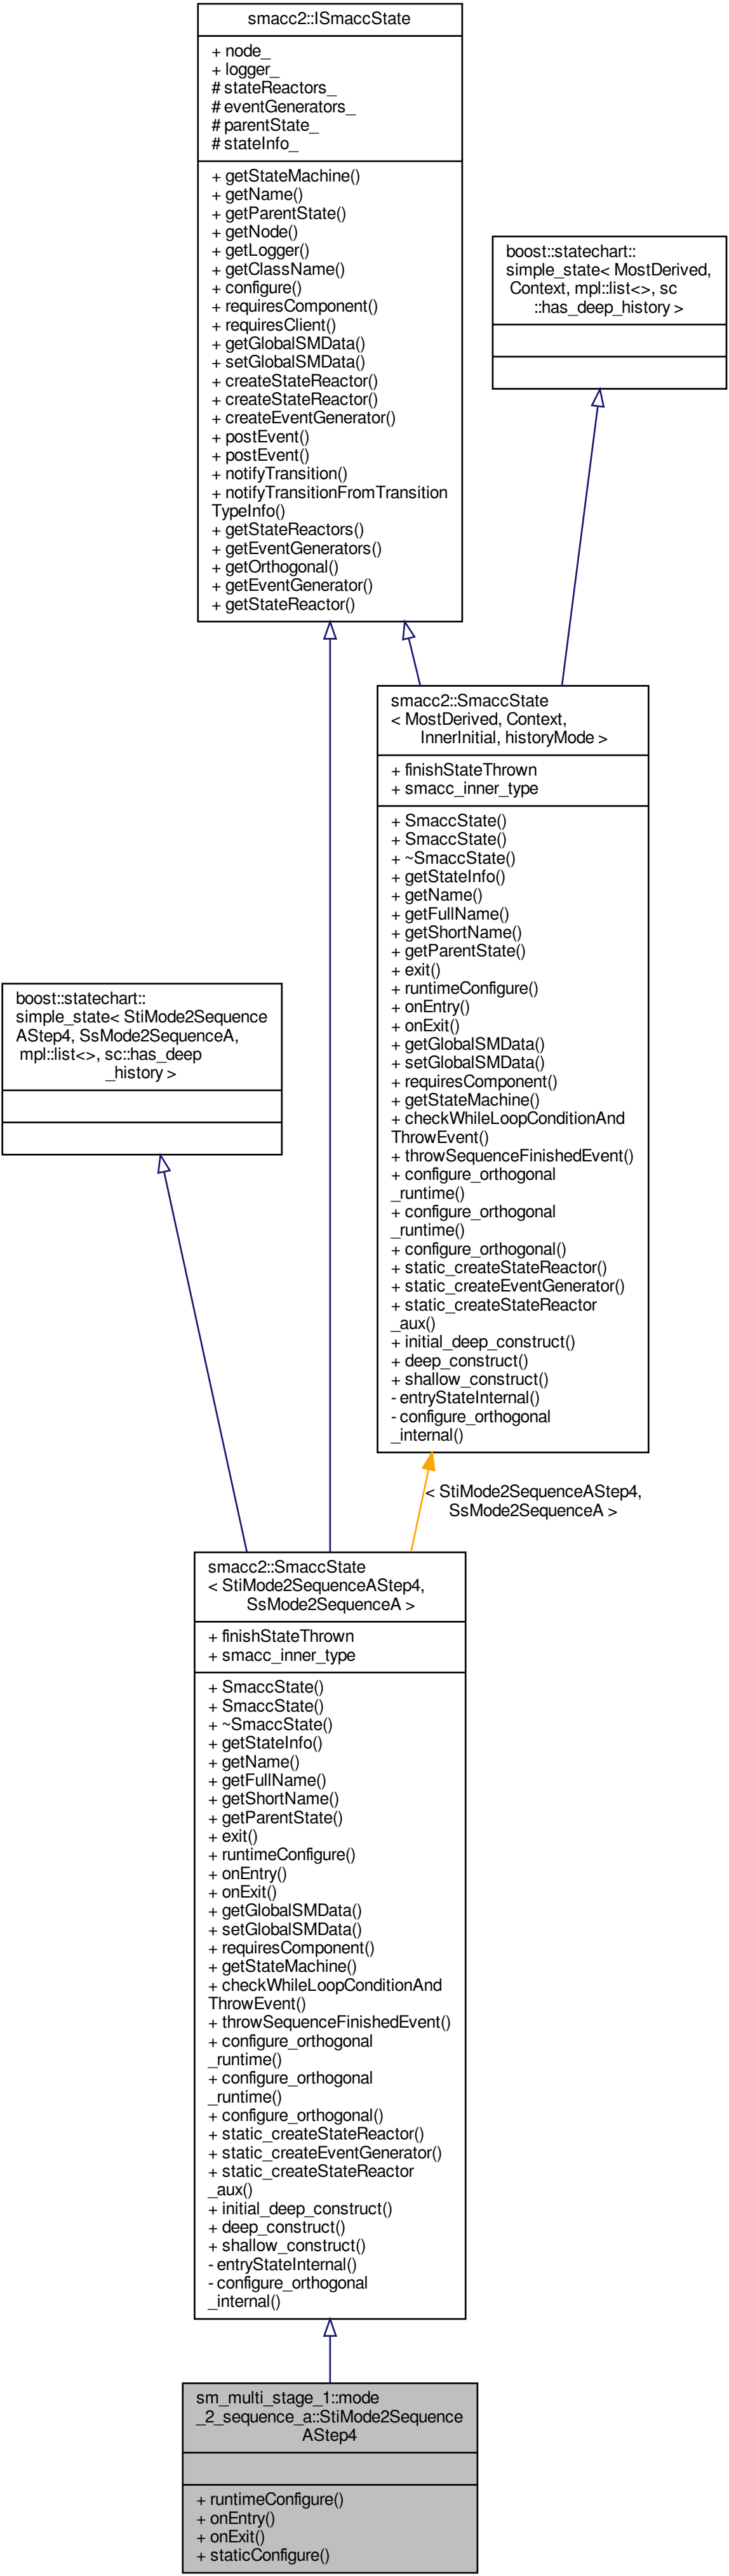 smacc2::ISmaccState
+ node_
+ logger_
# stateReactors_
# eventGenerators_
# parentState_
# stateInfo_
+ getStateMachine()
+ getName()
+ getParentState()
+ getNode()
+ getLogger()
+ getClassName()
+ configure()
+ requiresComponent()
+ requiresClient()
+ getGlobalSMData()
+ setGlobalSMData()
+ createStateReactor()
+ createStateReactor()
+ createEventGenerator()
+ postEvent()
+ postEvent()
+ notifyTransition()
+ notifyTransitionFromTransition
TypeInfo()
+ getStateReactors()
+ getEventGenerators()
+ getOrthogonal()
+ getEventGenerator()
+ getStateReactor()
boost::statechart::
simple_state< MostDerived,
Context, mpl::list<>, sc
::has_deep_history >
smacc2::SmaccState
< MostDerived, Context,
InnerInitial, historyMode >
+ finishStateThrown
+ smacc_inner_type
+ SmaccState()
+ SmaccState()
+ ~SmaccState()
+ getStateInfo()
+ getName()
+ getFullName()
+ getShortName()
+ getParentState()
+ exit()
+ runtimeConfigure()
+ onEntry()
+ onExit()
+ getGlobalSMData()
+ setGlobalSMData()
+ requiresComponent()
+ getStateMachine()
+ checkWhileLoopConditionAnd
ThrowEvent()
+ throwSequenceFinishedEvent()
+ configure_orthogonal
_runtime()
+ configure_orthogonal
_runtime()
+ configure_orthogonal()
+ static_createStateReactor()
+ static_createEventGenerator()
+ static_createStateReactor
_aux()
+ initial_deep_construct()
+ deep_construct()
+ shallow_construct()
- entryStateInternal()
- configure_orthogonal
_internal()
boost::statechart::
simple_state< StiMode2Sequence
AStep4, SsMode2SequenceA,
mpl::list<>, sc::has_deep
_history >
< StiMode2SequenceAStep4,
SsMode2SequenceA >
smacc2::SmaccState
< StiMode2SequenceAStep4,
SsMode2SequenceA >
+ finishStateThrown
+ smacc_inner_type
+ SmaccState()
+ SmaccState()
+ ~SmaccState()
+ getStateInfo()
+ getName()
+ getFullName()
+ getShortName()
+ getParentState()
+ exit()
+ runtimeConfigure()
+ onEntry()
+ onExit()
+ getGlobalSMData()
+ setGlobalSMData()
+ requiresComponent()
+ getStateMachine()
+ checkWhileLoopConditionAnd
ThrowEvent()
+ throwSequenceFinishedEvent()
+ configure_orthogonal
_runtime()
+ configure_orthogonal
_runtime()
+ configure_orthogonal()
+ static_createStateReactor()
+ static_createEventGenerator()
+ static_createStateReactor
_aux()
+ initial_deep_construct()
+ deep_construct()
+ shallow_construct()
- entryStateInternal()
- configure_orthogonal
_internal()
sm_multi_stage_1::mode
_2_sequence_a::StiMode2Sequence
AStep4
+ runtimeConfigure()
+ onEntry()
+ onExit()
+ staticConfigure()